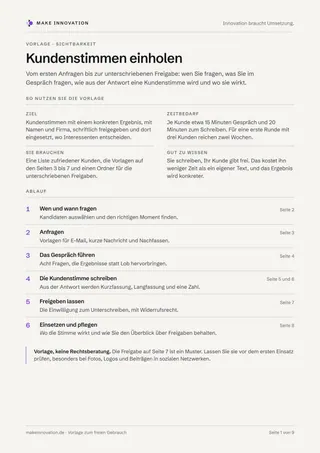 MAKE INNOVATION
Innovation braucht Umsetzung.
VORLAGE · SICHTBARKEIT
Kundenstimmen einholen
Vom ersten Anfragen bis zur unterschriebenen Freigabe: wen Sie fragen, was Sie im
Gespräch fragen, wie aus der Antwort eine Kundenstimme wird und wo sie wirkt.
SO NUTZEN SIE DIE VORLAGE
ZIEL
Kundenstimmen mit einem konkreten Ergebnis, mit
Namen und Firma, schriftlich freigegeben und dort
eingesetzt, wo Interessenten entscheiden.
ZEITBEDARF
Je Kunde etwa 15 Minuten Gespräch und 20
Minuten zum Schreiben. Für eine erste Runde mit
drei Kunden reichen zwei Wochen.
SIE BRAUCHEN
Eine Liste zufriedener Kunden, die Vorlagen auf
den Seiten 3 bis 7 und einen Ordner für die
unterschriebenen Freigaben.
GUT ZU WISSEN
Sie schreiben, Ihr Kunde gibt frei. Das kostet ihn
weniger Zeit als ein eigener Text, und das Ergebnis
wird konkreter.
ABLAUF
1 Wen und wann fragen Seite 2
Kandidaten auswählen und den richtigen Moment finden.
2 Anfragen Seite 3
Vorlagen für E-Mail, kurze Nachricht und Nachfassen.
3 Das Gespräch führen Seite 4
Acht Fragen, die Ergebnisse statt Lob hervorbringen.
4 Die Kundenstimme schreiben Seite 5 und 6
Aus der Antwort werden Kurzfassung, Langfassung und eine Zahl.
5 Freigeben lassen Seite 7
Die Einwilligung zum Unterschreiben, mit Widerrufsrecht.
6 Einsetzen und pflegen Seite 8
Wo die Stimme wirkt und wie Sie den Überblick über Freigaben behalten.
Vorlage, keine Rechtsberatung. Die Freigabe auf Seite 7 ist ein Muster. Lassen Sie sie vor dem ersten Einsatz
prüfen, besonders bei Fotos, Logos und Beiträgen in sozialen Netzwerken.
makeinnovation.de · Vorlage zum freien Gebrauch
Seite 1 von 9